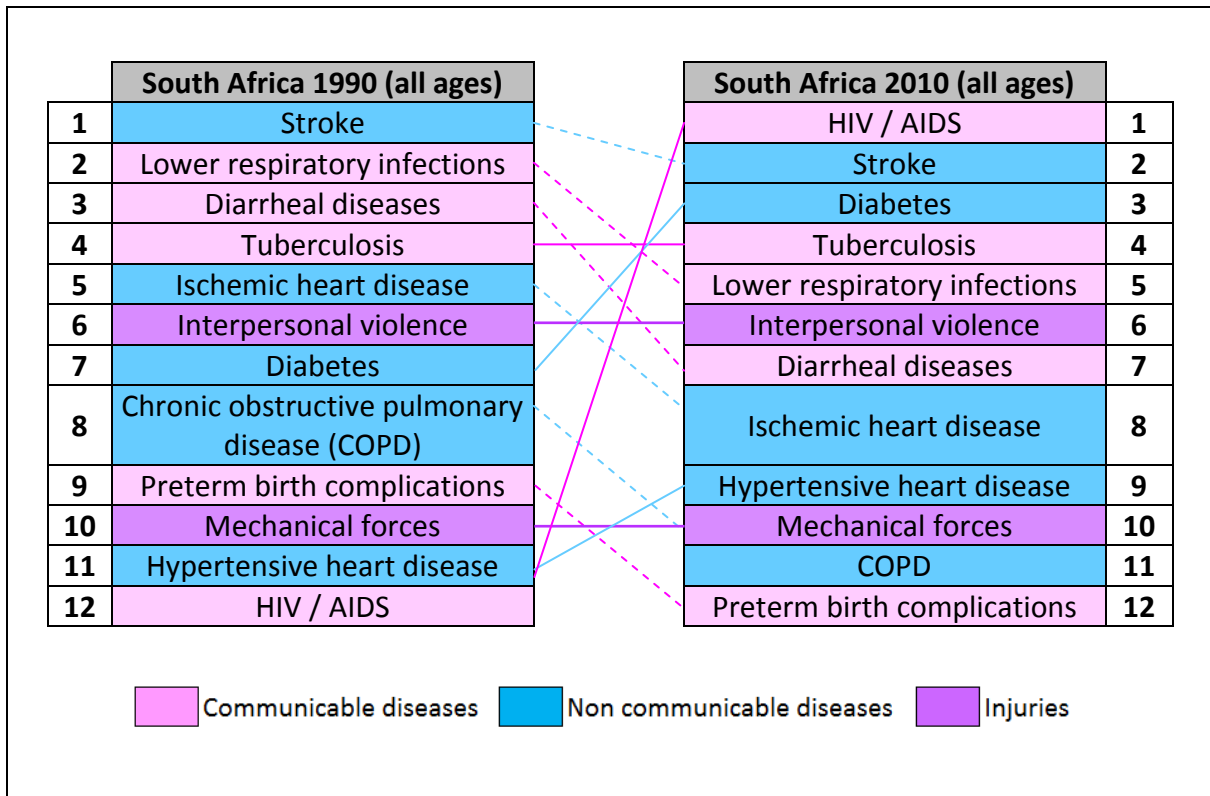 South Africa 1990 (all ages)
1 Stroke
2 Lower respiratory infections
3 Diarrheal diseases
4 Tuberculosis
5 Ischemic heart disease
6 Interpersonal violence
7 Diabetes
8 Chronic obstructive pulmonary
disease (COPD)
9 Preterm birth complications
10 Mechanical forces
11 Hypertensive heart disease
12 HIV / AIDS
South Africa 2010 (all ages)
HIV / AIDS 1
Stroke 2
Diabetes 3
Tuberculosis 4
Lower respiratory infections 5
Interpersonal violence 6
Diarrheal diseases 7
Ischemic heart disease 8
Hypertensive heart disease 9
Mechanical forces 10
COPD 11
Preterm birth complications 12
Communicable diseases Non communicable diseases Injuries